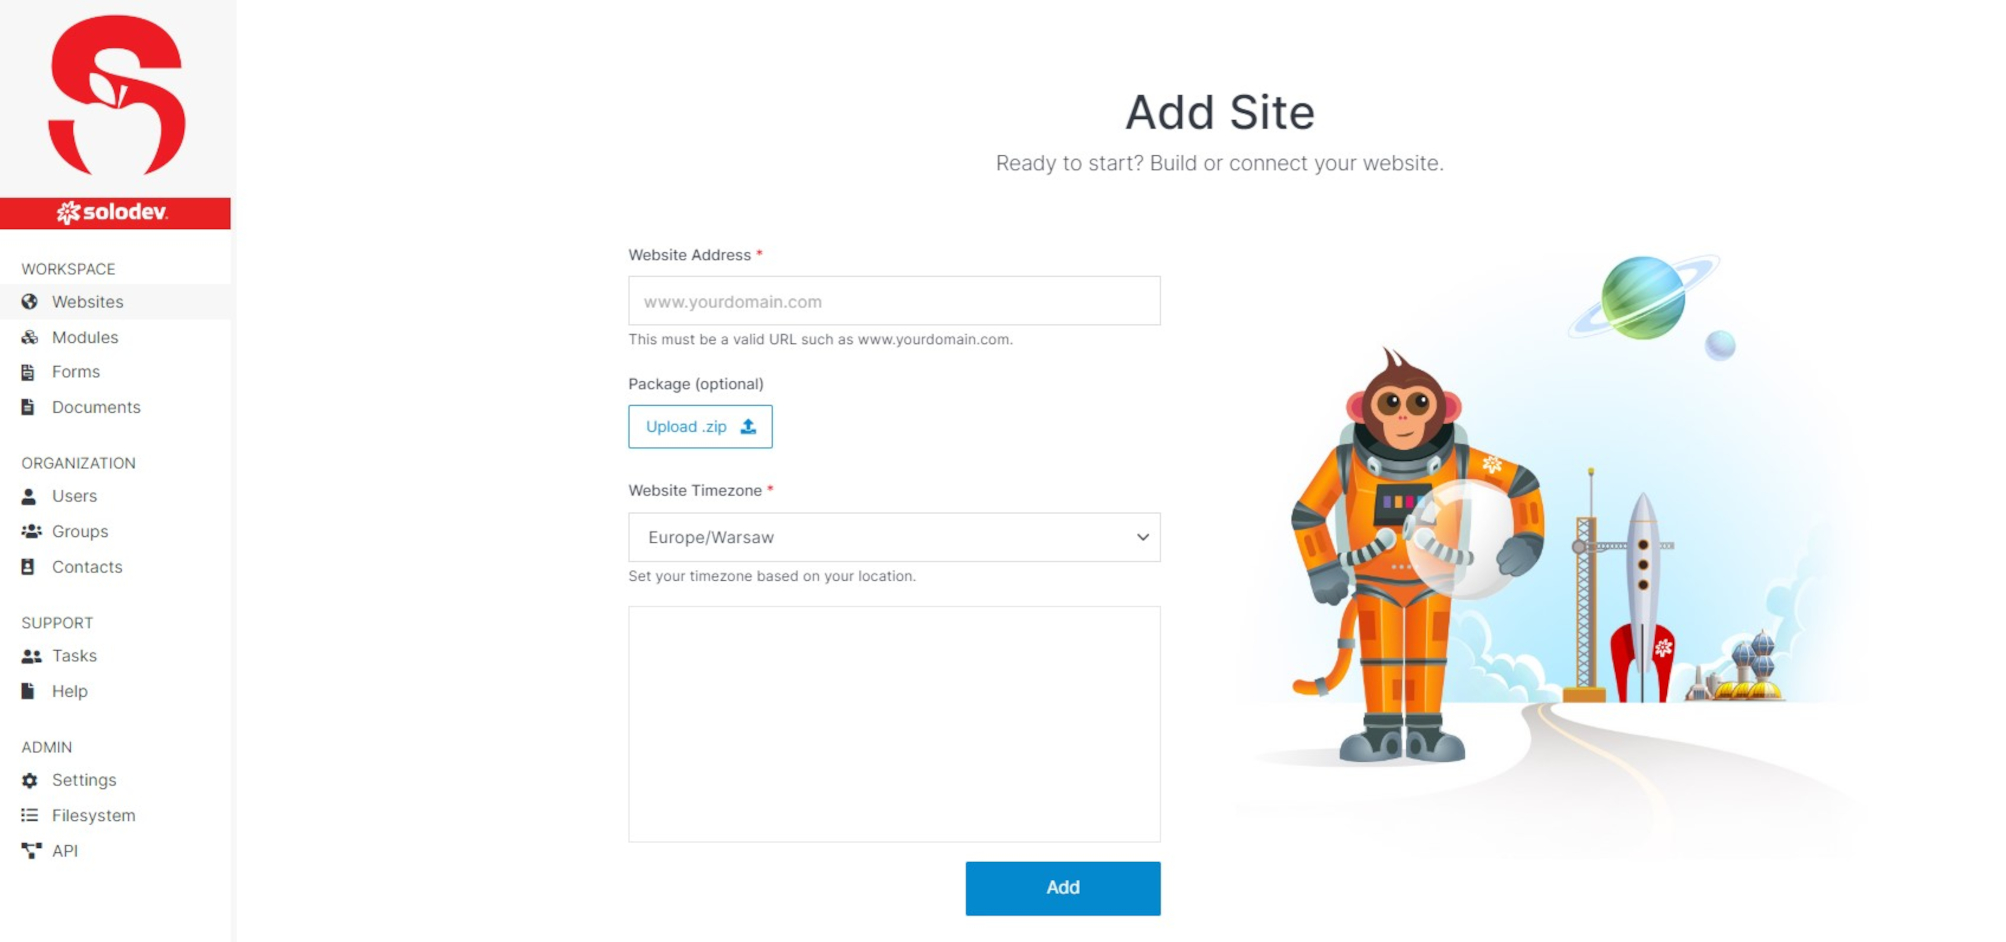 solodev
WORKSPACE
Websites
Modules
Forms
Documents
ORGANIZATION
Users
Groups
Contacts
SUPPORT
Tasks
Help
ADMIN
Settings
Filesystem
API
Add Site
Ready to start? Build or connect your website.
Website Address *
www.yourdomain.com
This must be a valid URL such as www.yourdomain.com.
Package (optional)
Upload .zip
Website Timezone *
Europe/Warsaw
Set your timezone based on your location.
Add